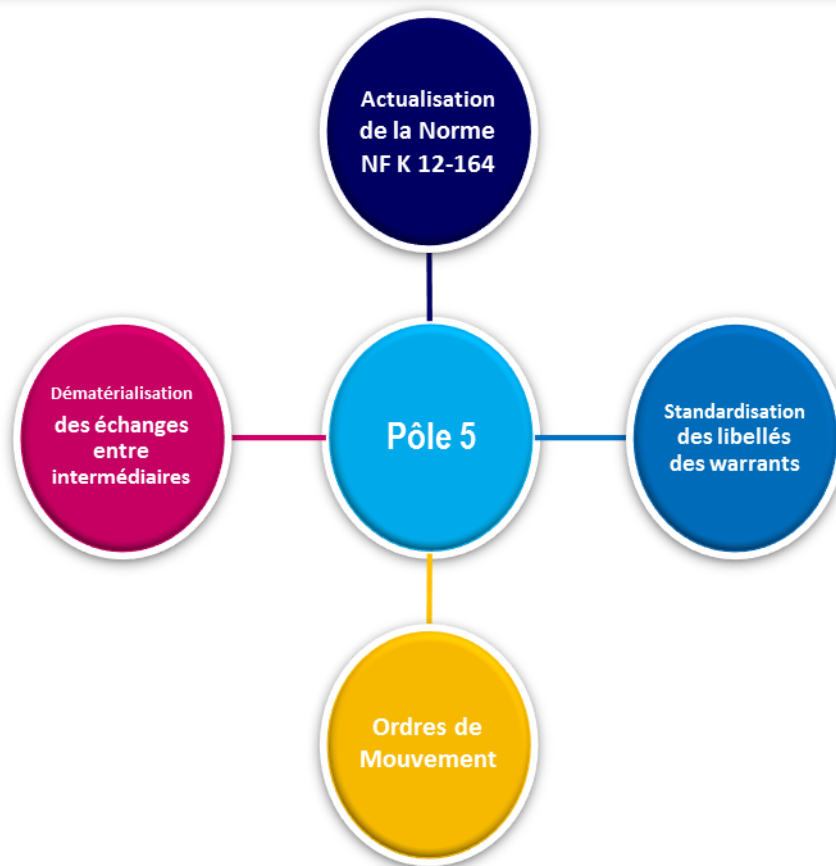 Actualisation
de la Norme
NF K 12-164
Dématérialisation
des échanges
entre
intermédiaires
Pôle 5
Standardisation
des libellés
des warrants
Ordres de
Mouvement